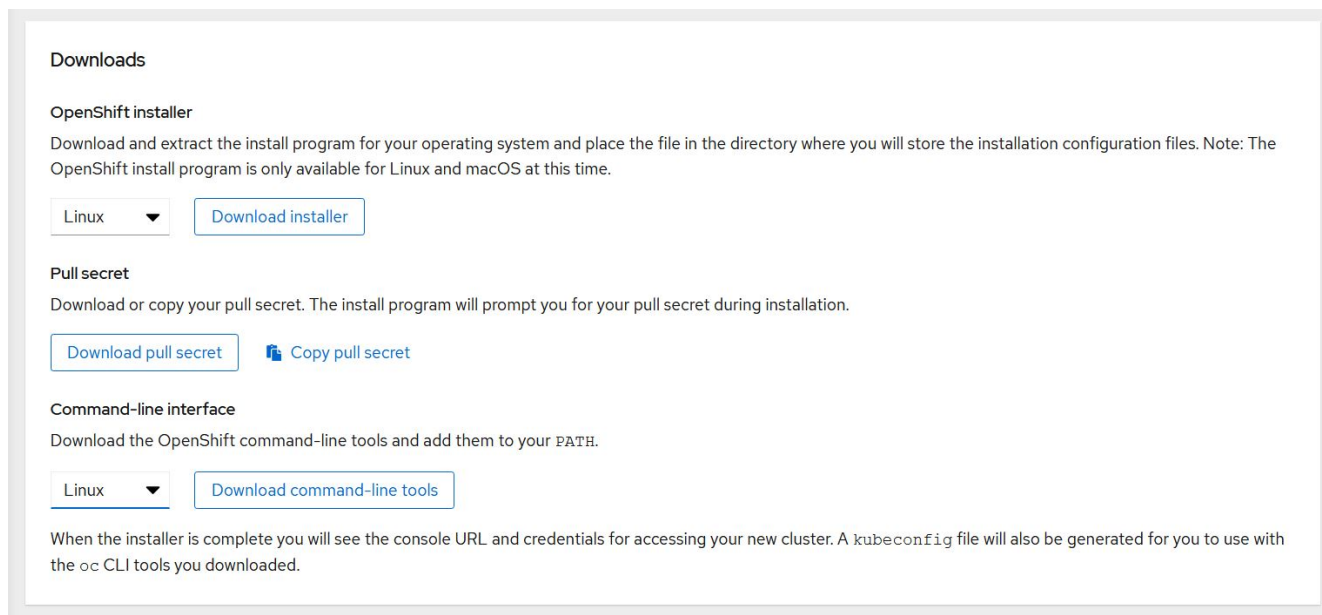 Downloads
OpenShift installer
Download and extract the install program for your operating system and place the file in the directory where you will store the installation configuration files. Note: The
OpenShift install program is only available for Linux and macOS at this time.
Linux Download installer
Pull secret
Download or copy your pull secret. The install program will prompt you for your pull secret during installation.
Download pull secret Copy pull secret
Command-line interface
Download the OpenShift command-line tools and add them to your PATH.
Linux Download command-line tools
When the installer is complete you will see the console URL and credentials for accessing your new cluster. A kubeconfig file will also be generated for you to use with
the oc CLI tools you downloaded.